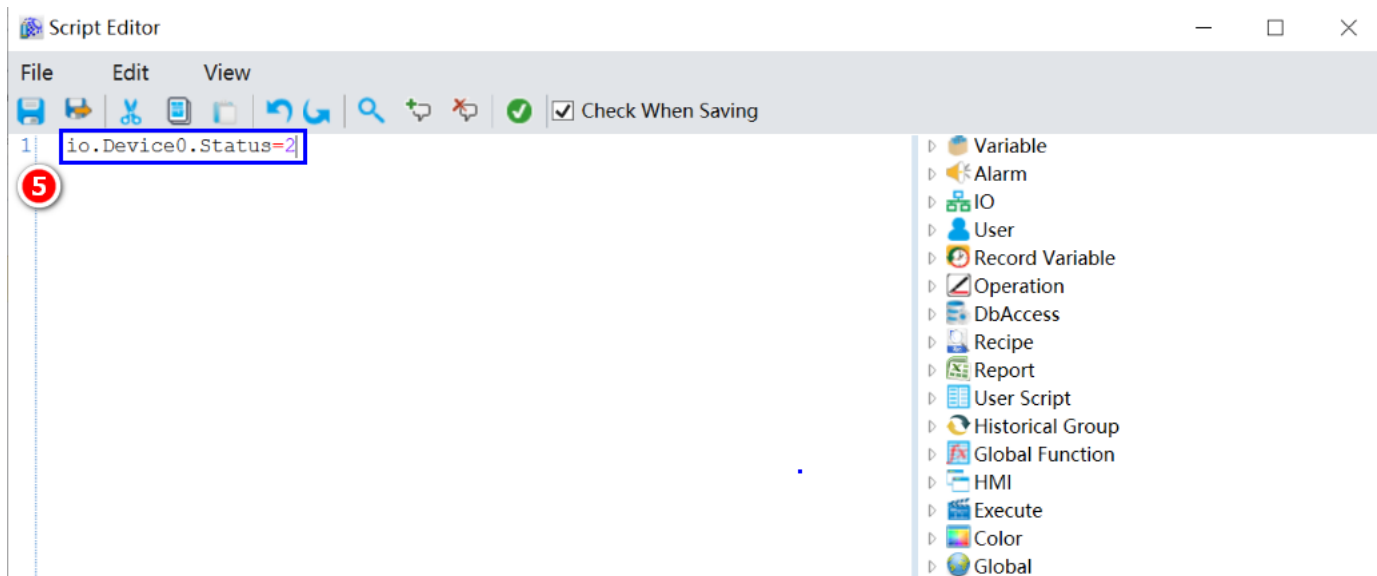 Script Editor
File Edit View
Check When Saving
1 io.Device0.Status=2
5
Variable
Alarm
IO
User
Record Variable
Operation
DbAccess
Recipe
Report
User Script
Historical Group
Global Function
HMI
Execute
Color
Global